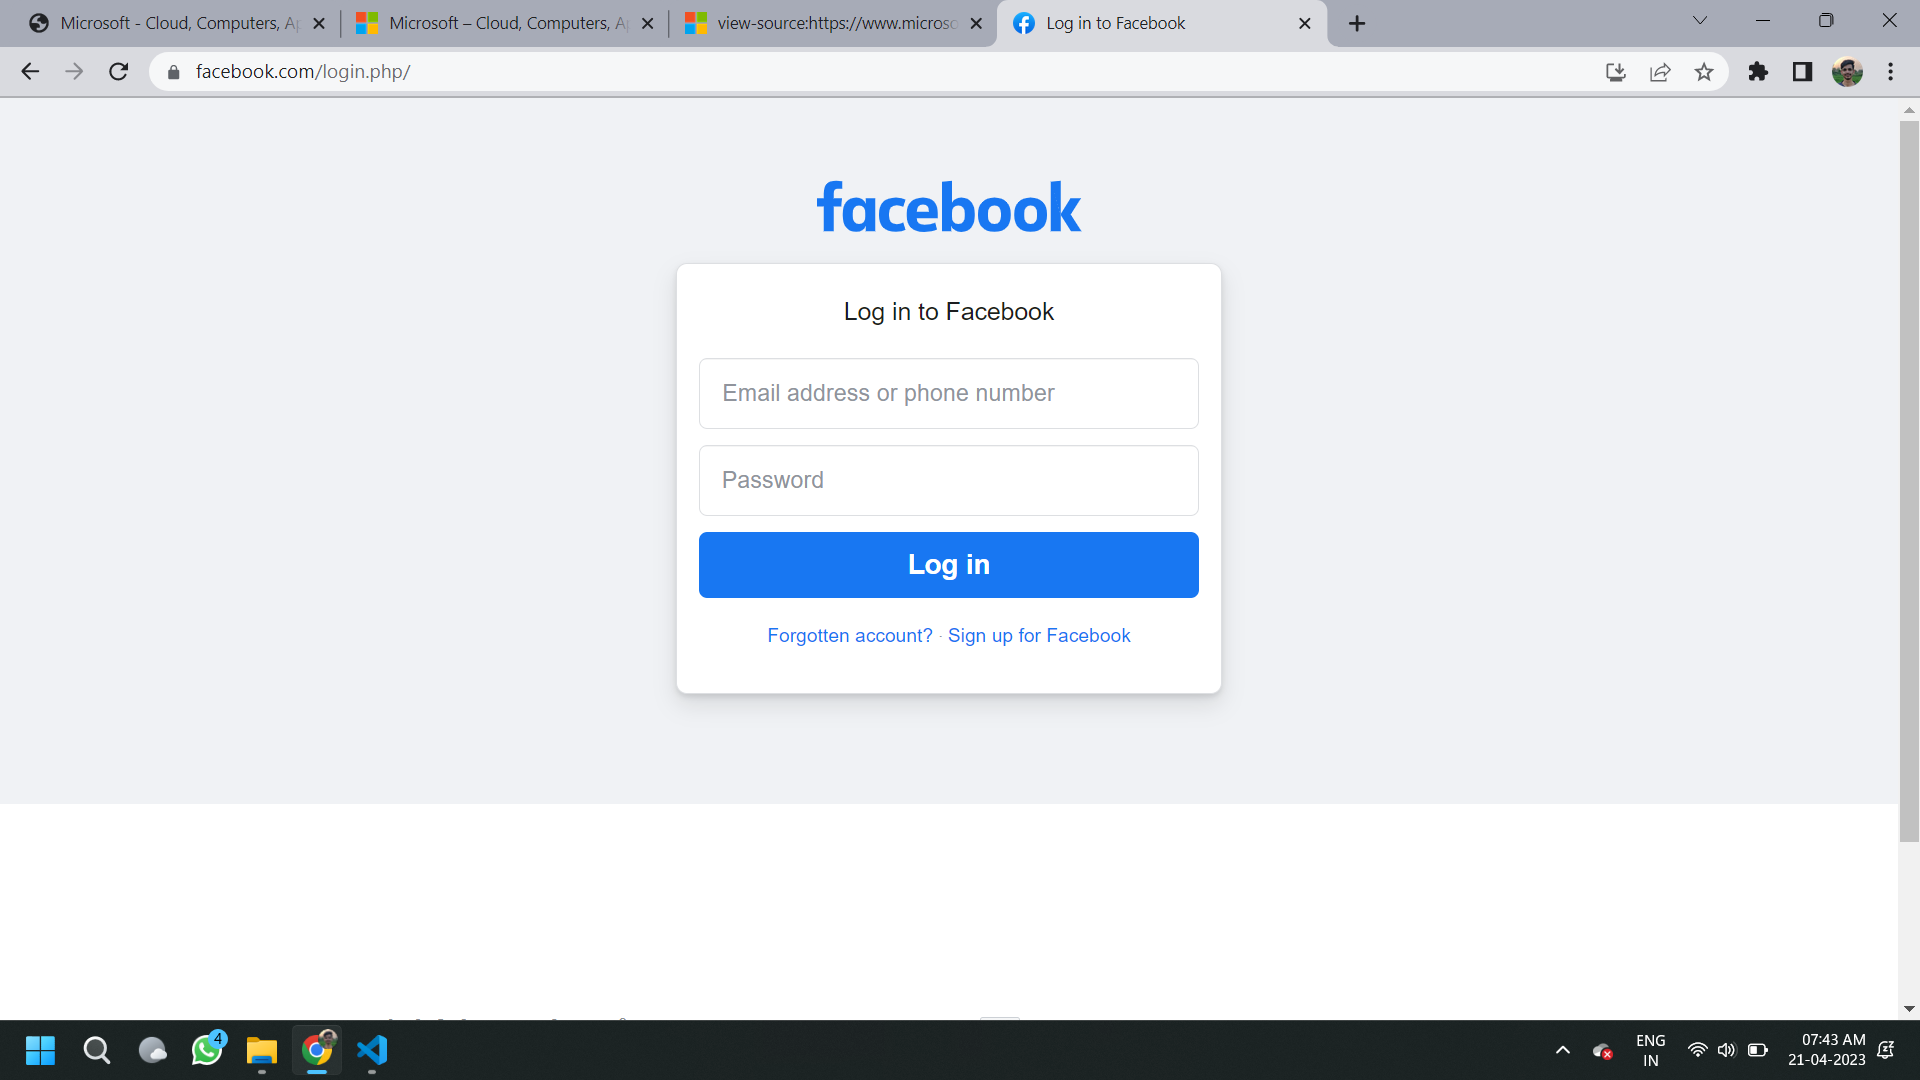 Microsoft - Cloud, Computers, Ap
Microsoft – Cloud, Computers, Ap
view-source:https://www.microso
Log in to Facebook
facebook.com/login.php/
facebook
Log in to Facebook
Email address or phone number
Password
Log in
Forgotten account? · Sign up for Facebook
4
ENG
IN
07:43 AM
21-04-2023